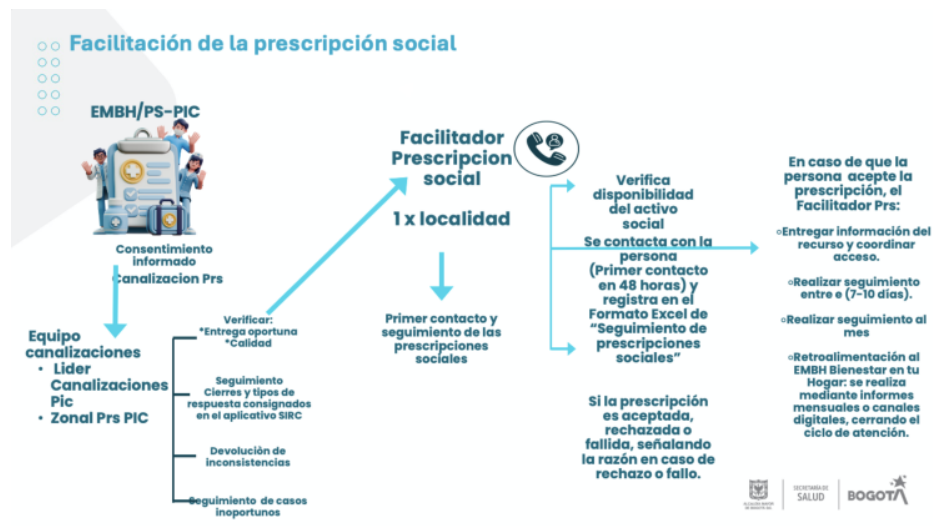 Facilitación de la prescripción social
EMBH/PS-PIC
Consentimiento
informado
Canalizacion Prs
Equipo
canalizaciones
• Lider
Canalizaciones
Pic
• Zonal Prs PIC
Verificar:
*Entrega oportuna
*Calidad
Seguimiento
Cierres y tipos de
respuesta consignados
en el aplicativo SIRC
Devoluciòn de
inconsistencias
Seguimiento de casos
inoportunos
Facilitador
Prescripcion
social
1 x localidad
Primer contacto y
seguimiento de las
prescripciones
sociales
Verifica
disponibilidad
del activo
social
Se contacta con la
persona
(Primer contacto
en 48 horas) y
registra en el
Formato Excel de
“Seguimiento de
prescripciones
sociales”
Si la prescripción
es aceptada,
rechazada o
fallida, señalando
la razón en caso de
rechazo o fallo.
En caso de que la
persona acepte la
prescripción, el
Facilitador Prs:
○Entregar información del
recurso y coordinar
acceso.
○Realizar seguimiento
entre e (7-10 días).
○Realizar seguimiento al
mes
○Retroalimentación al
EMBH Bienestar en tu
Hogar: se realiza
mediante informes
mensuales o canales
digitales, cerrando el
ciclo de atención.
ALCALDÍA MAYOR
DE BOGOTÁ D.C.
SECRETARÍA DE
SALUD
BOGOTÁ